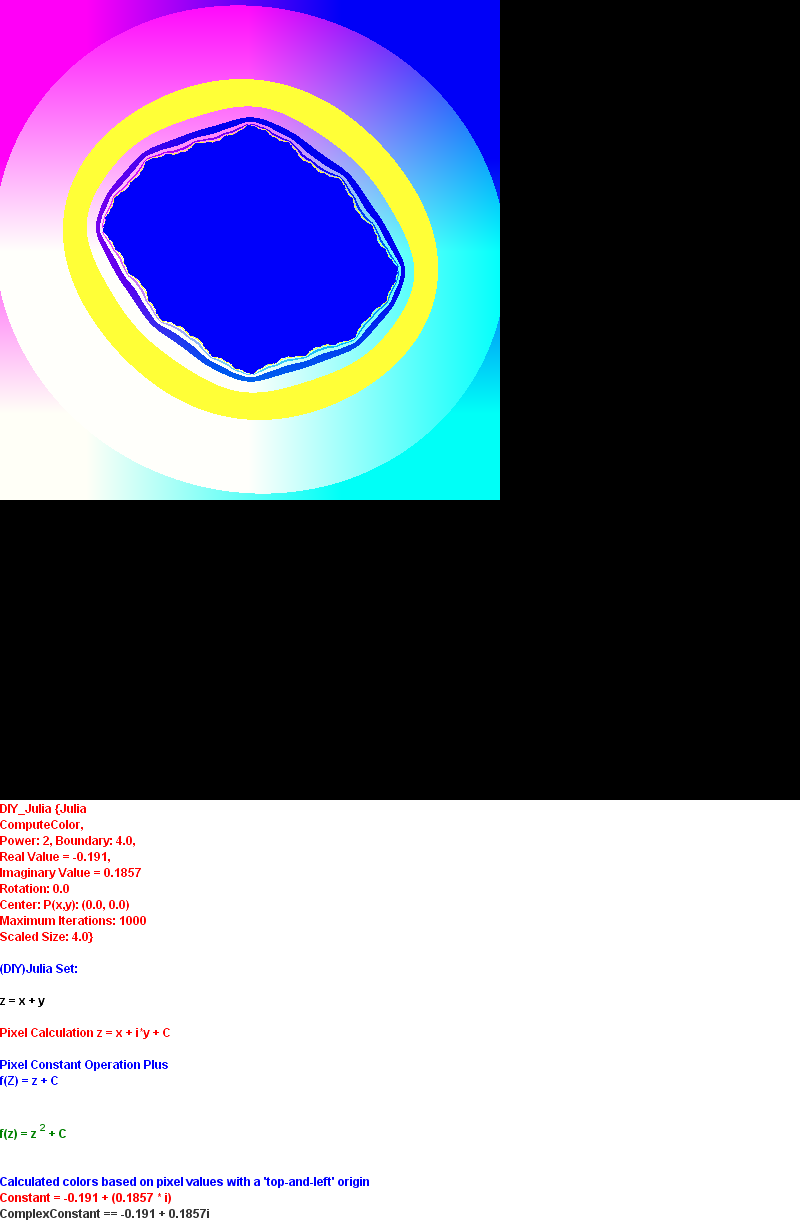 DIY_Julia {Julia
ComputeColor,
Power: 2, Boundary: 4.0,
Real Value = -0.191,
Imaginary Value = 0.1857
Rotation: 0.0
Center: P(x,y): (0.0, 0.0)
Maximum Iterations: 1000
Scaled Size: 4.0}
(DIY)Julia Set:
z = x + y
Pixel Calculation z = x + i*y + C
Pixel Constant Operation Plus
f(Z) = z + C
f(z) = z 2 + C
Calculated colors based on pixel values with a 'top-and-left' origin
Constant = -0.191 + (0.1857 * i)
ComplexConstant == -0.191 + 0.1857i